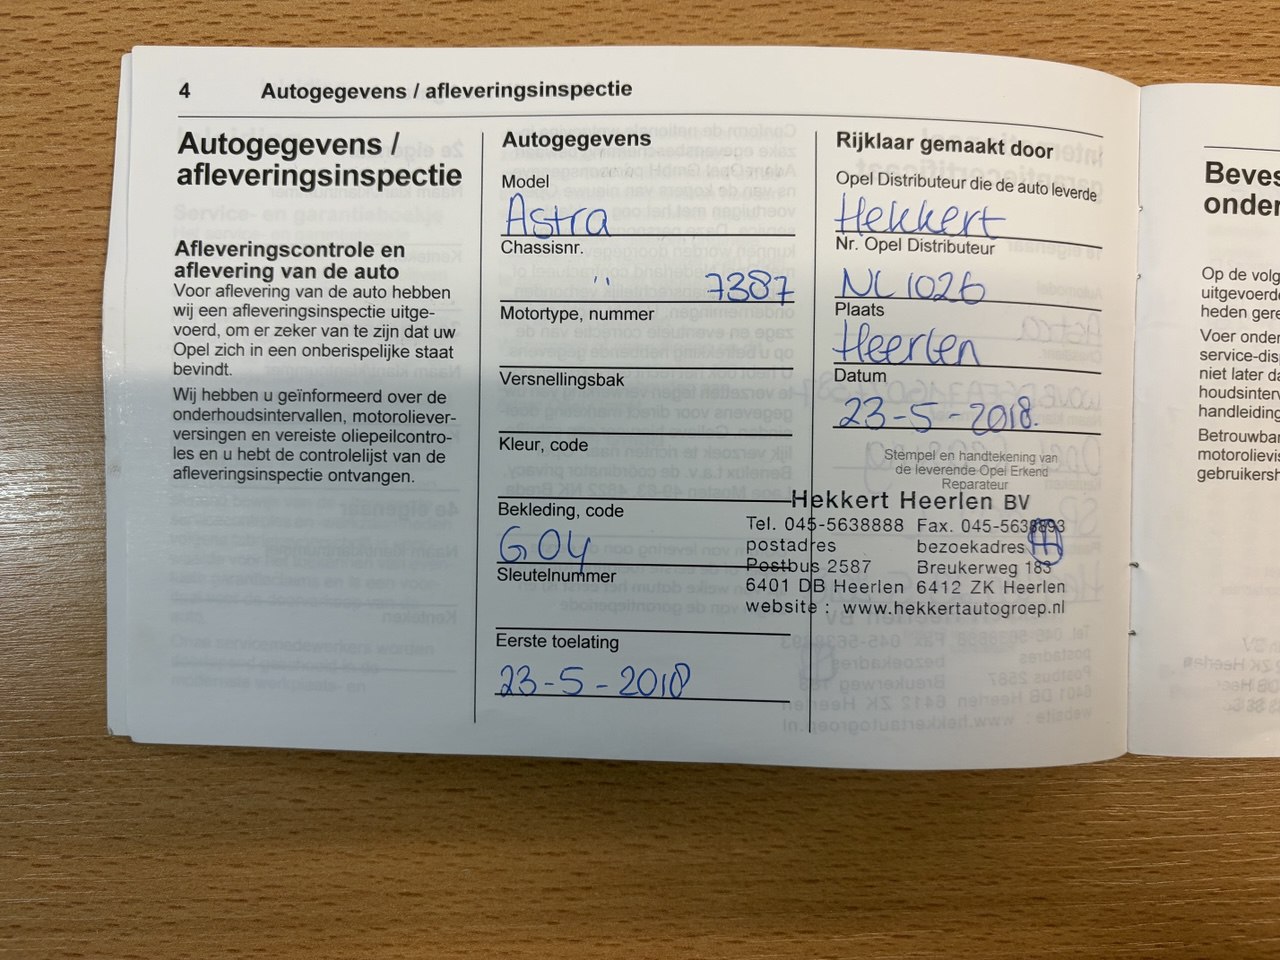 4 Autogegevens / afleveringsinspectie
Autogegevens /
afleveringsinspectie
Afleveringscontrole en
aflevering van de auto
Voor aflevering van de auto hebben
wij een afleveringsinspectie uitge-
voerd, om er zeker van te zijn dat uw
Opel zich in een onberispelijke staat
bevindt.
Wij hebben u geïnformeerd over de
onderhoudsintervallen, motoroliever-
versingen en vereiste oliepeilcontro-
les en u hebt de controlelijst van de
afleveringsinspectie ontvangen.
Autogegevens
Model
Astra
Chassisnr.
" 7387
Motortype, nummer
Versnellingsbak
Kleur, code
Bekleding, code
G04
Sleutelnummer
Eerste toelating
23-5-2018
Rijklaar gemaakt door
Opel Distributeur die de auto leverde
Hekkert
Nr. Opel Distributeur
NL1026
Plaats
Heerlen
Datum
23-5-2018.
Stempel en handtekening van
de leverende Opel Erkend
Reparateur
Hekkert Heerlen BV
Tel. 045-5638888 Fax. 045-5638893
postadres bezoekadres
Postbus 2587 Breukerweg 183
6401 DB Heerlen 6412 ZK Heerlen
website : www.hekkertautogroep.nl
Beves
onder
Op de volg
uitgevoerde
heden gere
Voer onder
service-dis
niet later da
houdsinterv
handleiding
Betrouwbar
motorolievis
gebruikersh